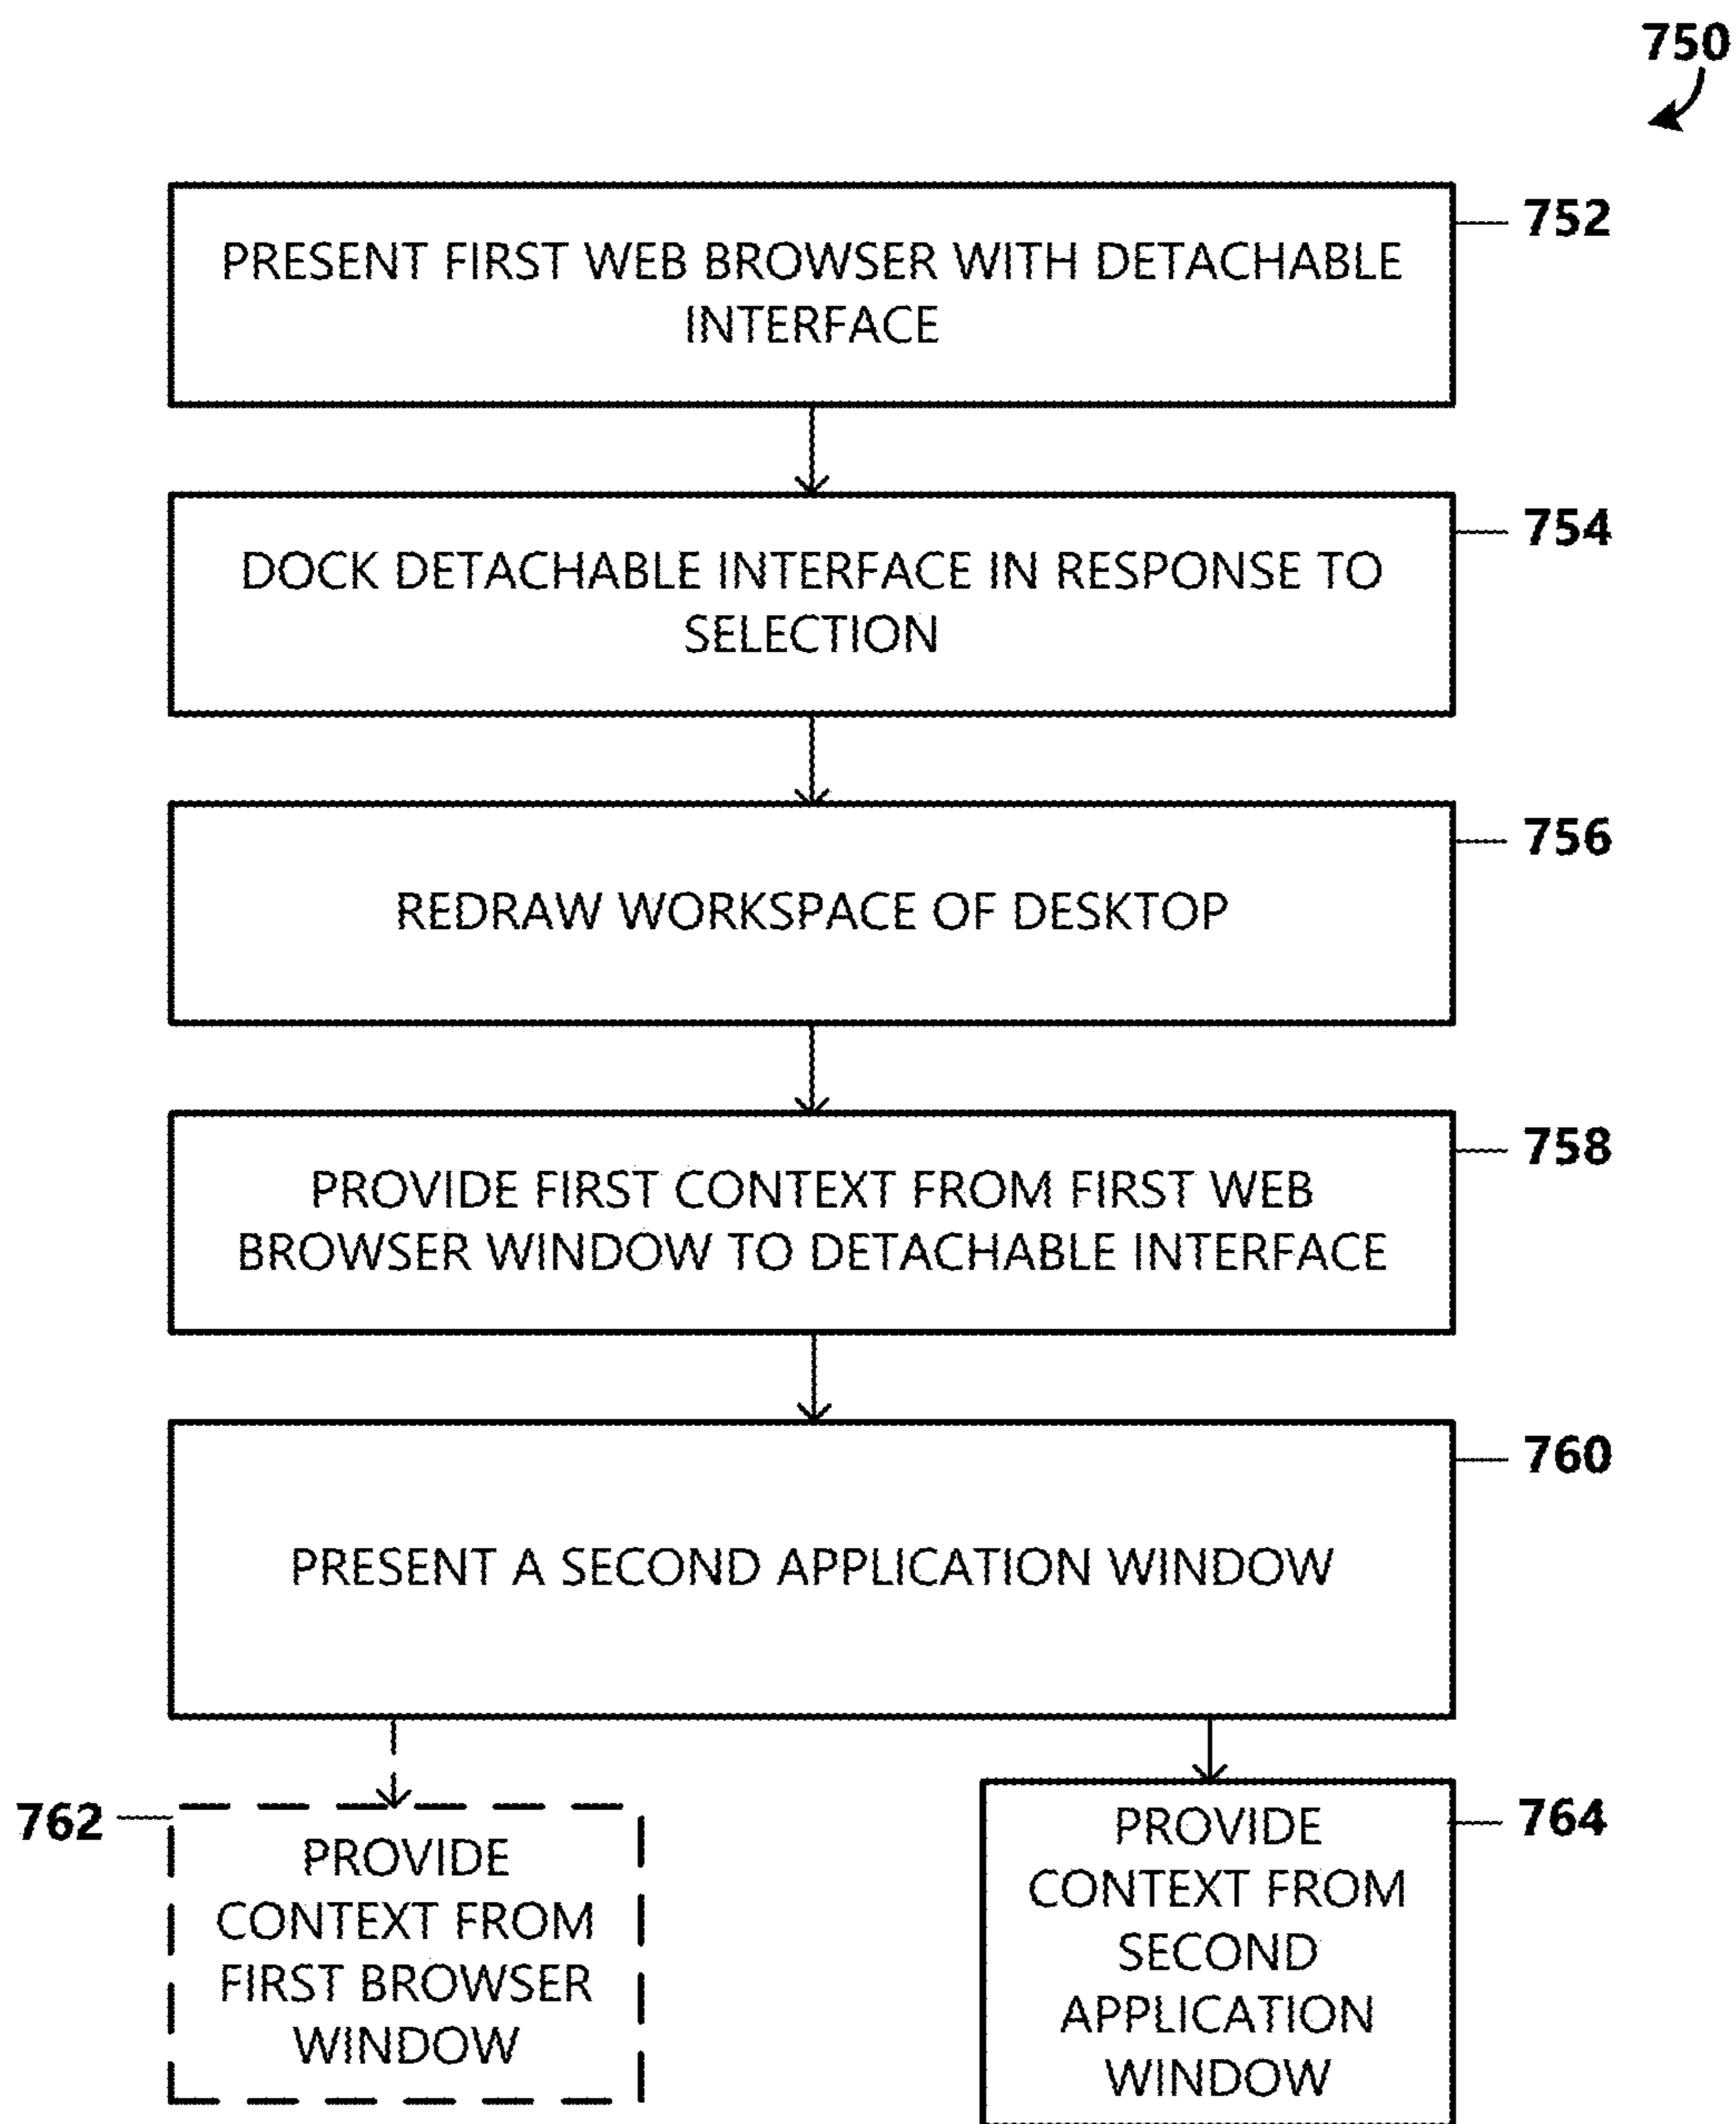 750
752
PRESENT FIRST WEB BROWSER WITH DETACHABLE
INTERFACE
754
DOCK DETACHABLE INTERFACE IN RESPONSE TO
SELECTION
756
REDRAW WORKSPACE OF DESKTOP
758
PROVIDE FIRST CONTEXT FROM FIRST WEB
BROWSER WINDOW TO DETACHABLE INTERFACE
760
PRESENT A SECOND APPLICATION WINDOW
762
PROVIDE
CONTEXT FROM
FIRST BROWSER
WINDOW
764
PROVIDE
CONTEXT FROM
SECOND
APPLICATION
WINDOW